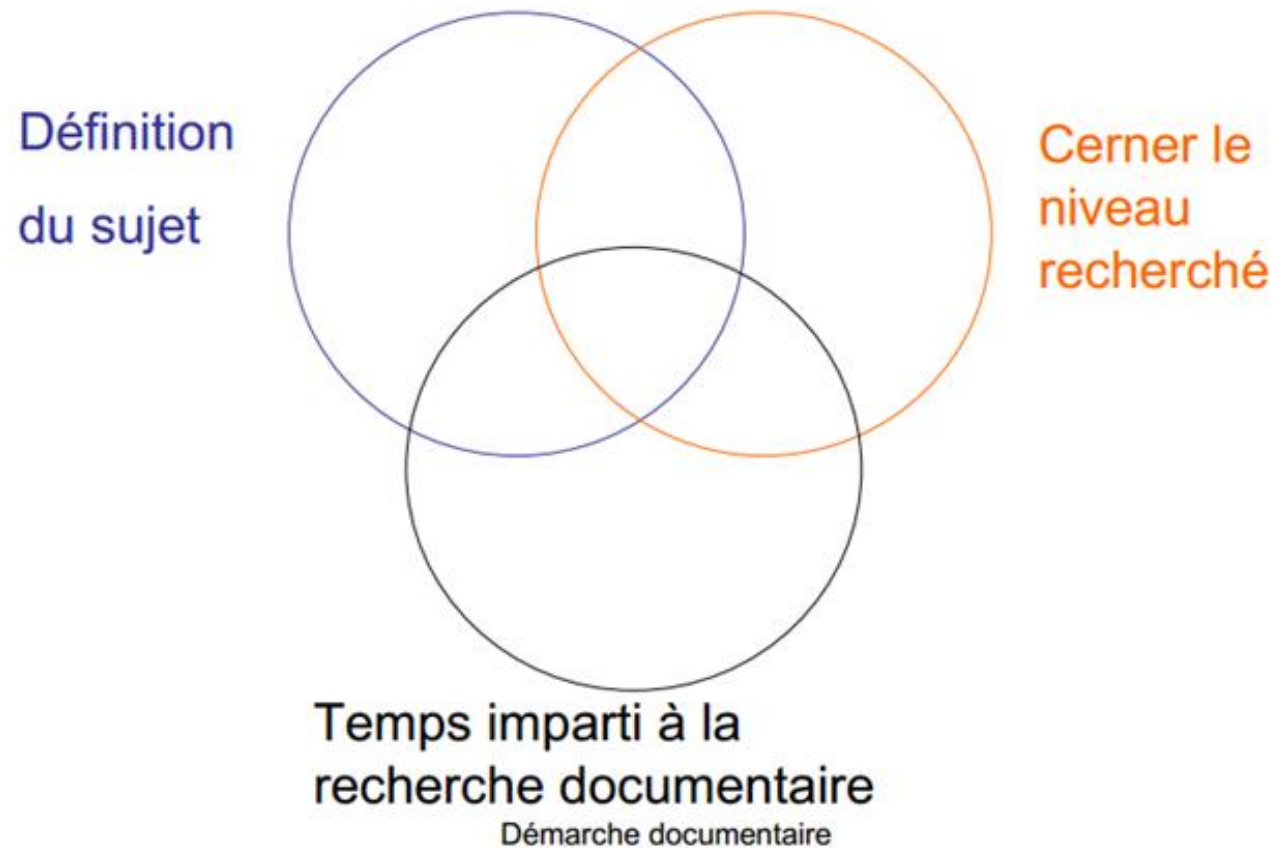 Définition
du sujet
Cerner le
niveau
recherché
Temps imparti à la
recherche documentaire
Démarche documentaire